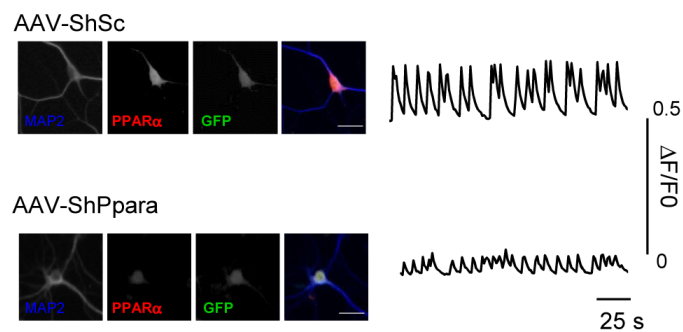 AAV-ShSc
MAP2 PPARα GFP
0.5
ΔF/F0
AAV-ShPpara
0
MAP2 PPARα GFP
25 s